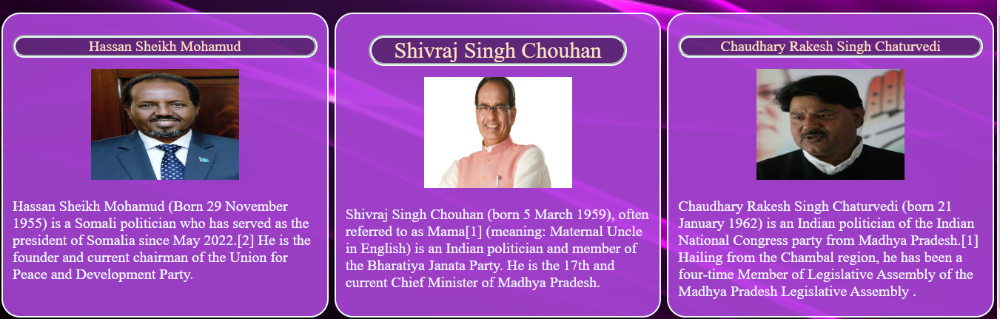 Hassan Sheikh Mohamud
Hassan Sheikh Mohamud (Born 29 November
1955) is a Somali politician who has served as the
president of Somalia since May 2022.[2] He is the
founder and current chairman of the Union for
Peace and Development Party.
Shivraj Singh Chouhan
Shivraj Singh Chouhan (born 5 March 1959), often
referred to as Mama[1] (meaning: Maternal Uncle
in English) is an Indian politician and member of
the Bharatiya Janata Party. He is the 17th and
current Chief Minister of Madhya Pradesh.
Chaudhary Rakesh Singh Chaturvedi
Chaudhary Rakesh Singh Chaturvedi (born 21
January 1962) is an Indian politician of the Indian
National Congress party from Madhya Pradesh.[1]
Hailing from the Chambal region, he has been a
four-time Member of Legislative Assembly of the
Madhya Pradesh Legislative Assembly .